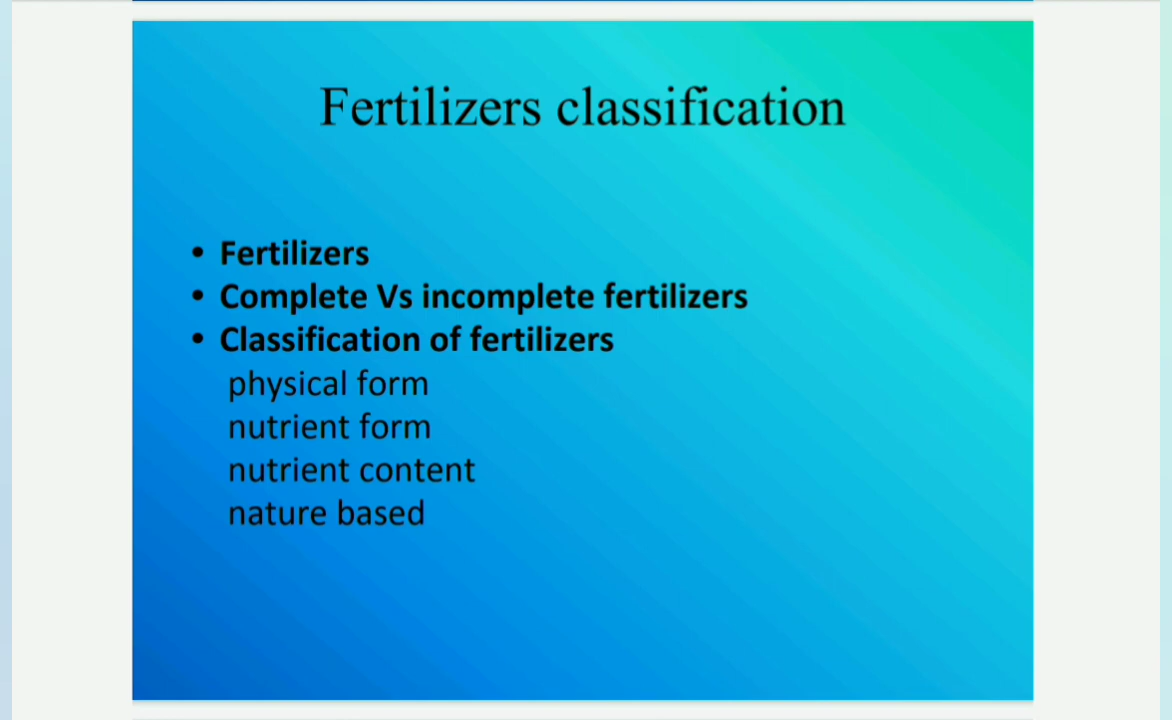 Fertilizers classification
• Fertilizers
• Complete Vs incomplete fertilizers
• Classification of fertilizers
physical form
nutrient form
nutrient content
nature based